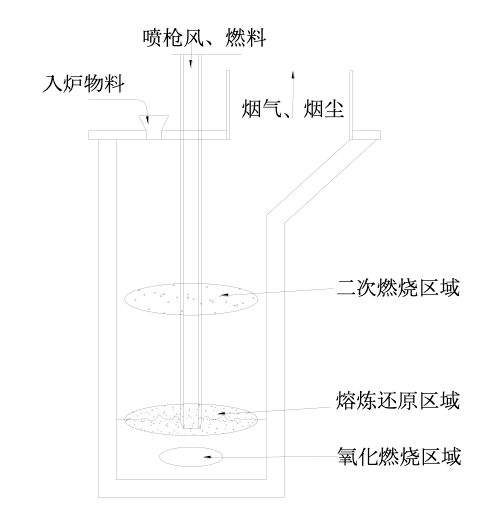 喷枪风、燃料
入炉物料
烟气、烟尘
二次燃烧区域
熔炼还原区域
氧化燃烧区域